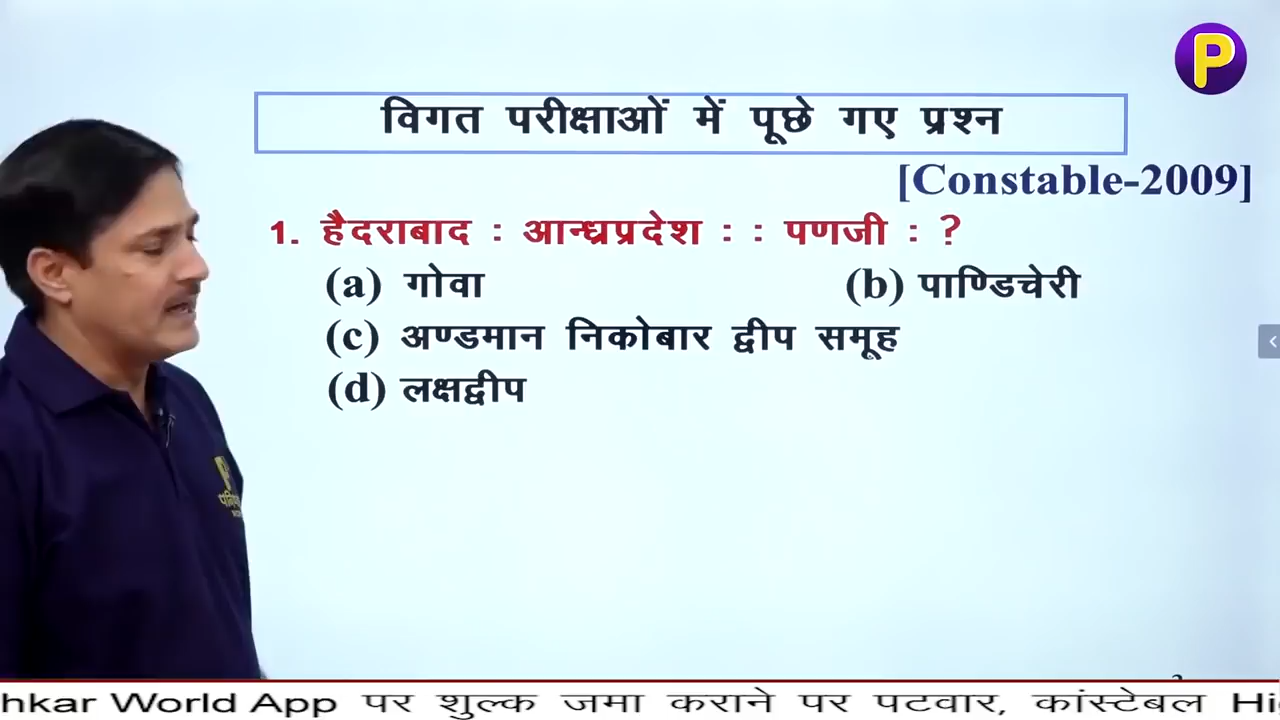 P
विगत परीक्षाओं में पूछे गए प्रश्न
[Constable-2009]
1. हैदराबाद : आन्ध्रप्रदेश : : पणजी : ?
(a) गोवा (b) पाण्डिचेरी
(c) अण्डमान निकोबार द्वीप समूह
(d) लक्षद्वीप
hkar World App पर शुल्क जमा कराने पर पटवार, कांस्टेबल Hi